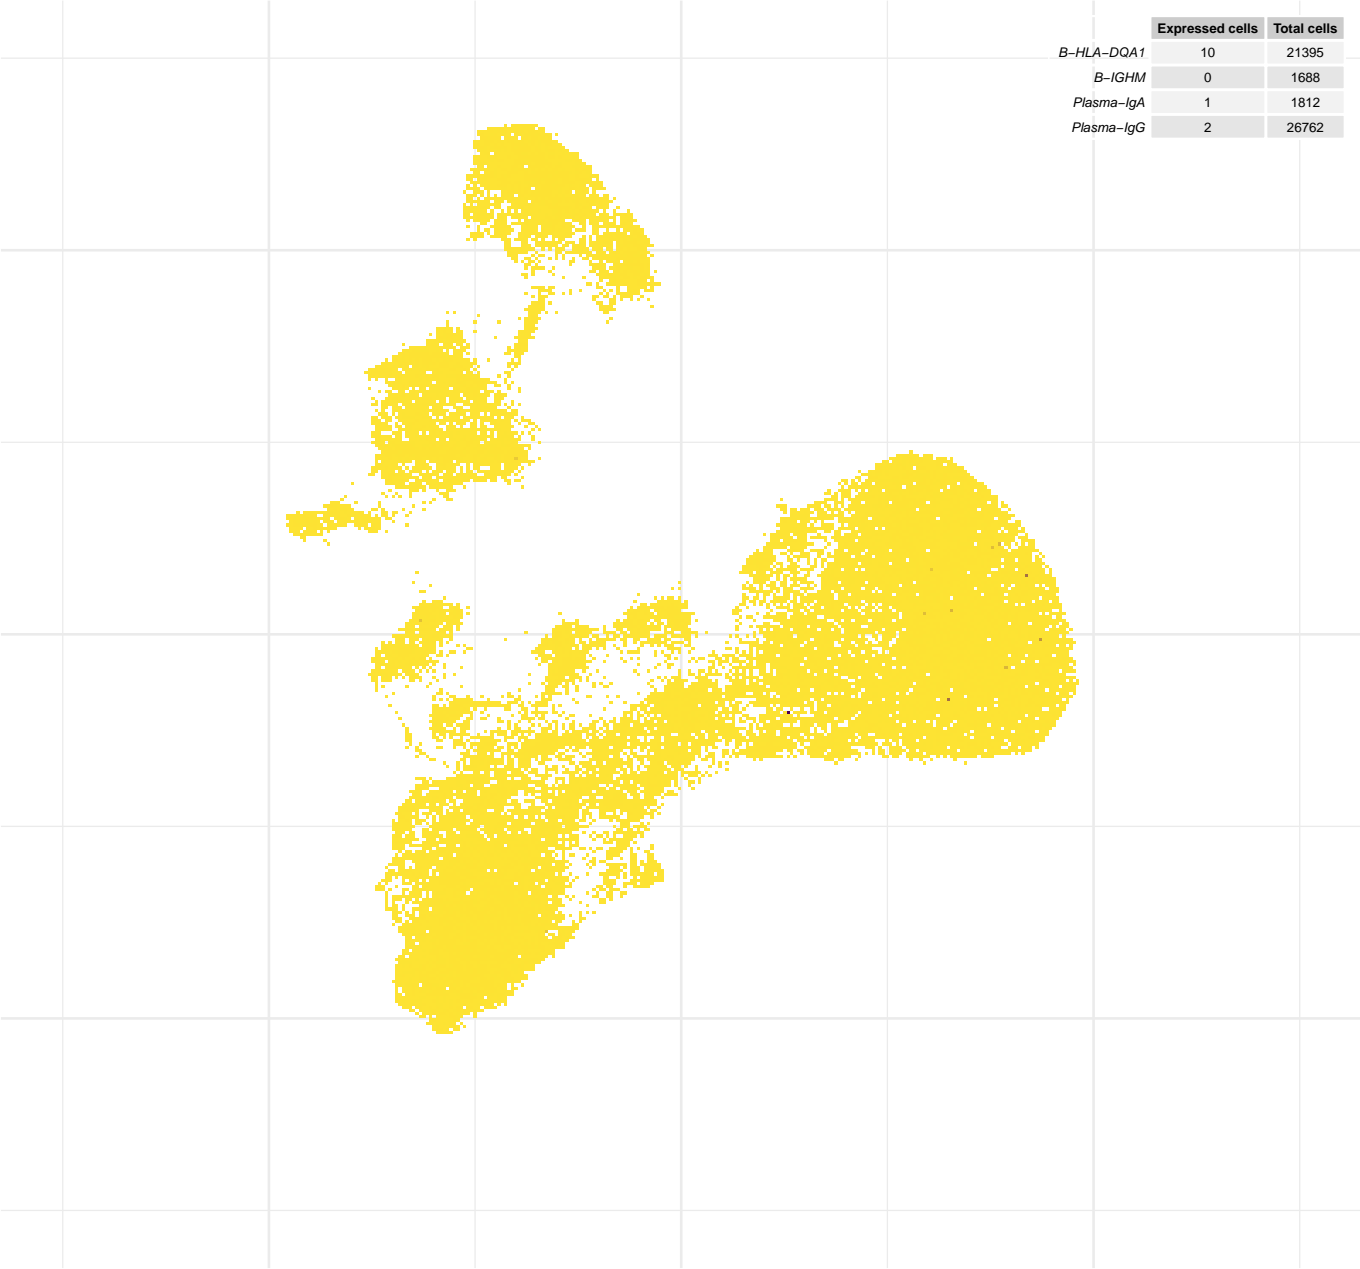 Expressed cells Total cells
B−HLA−DQA1 10 21395
B−IGHM 0 1688
Plasma−IgA 1 1812
Plasma−IgG 2 26762